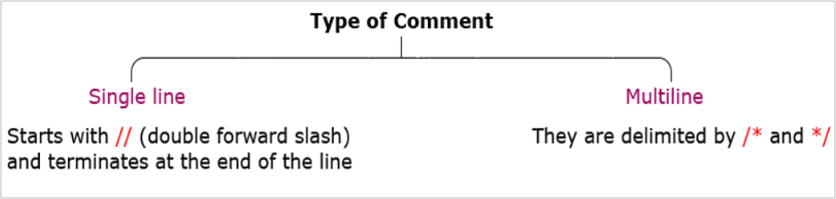 Type of Comment
Single line
Multiline
Starts with // (double forward slash)
and terminates at the end of the line
They are delimited by /* and */